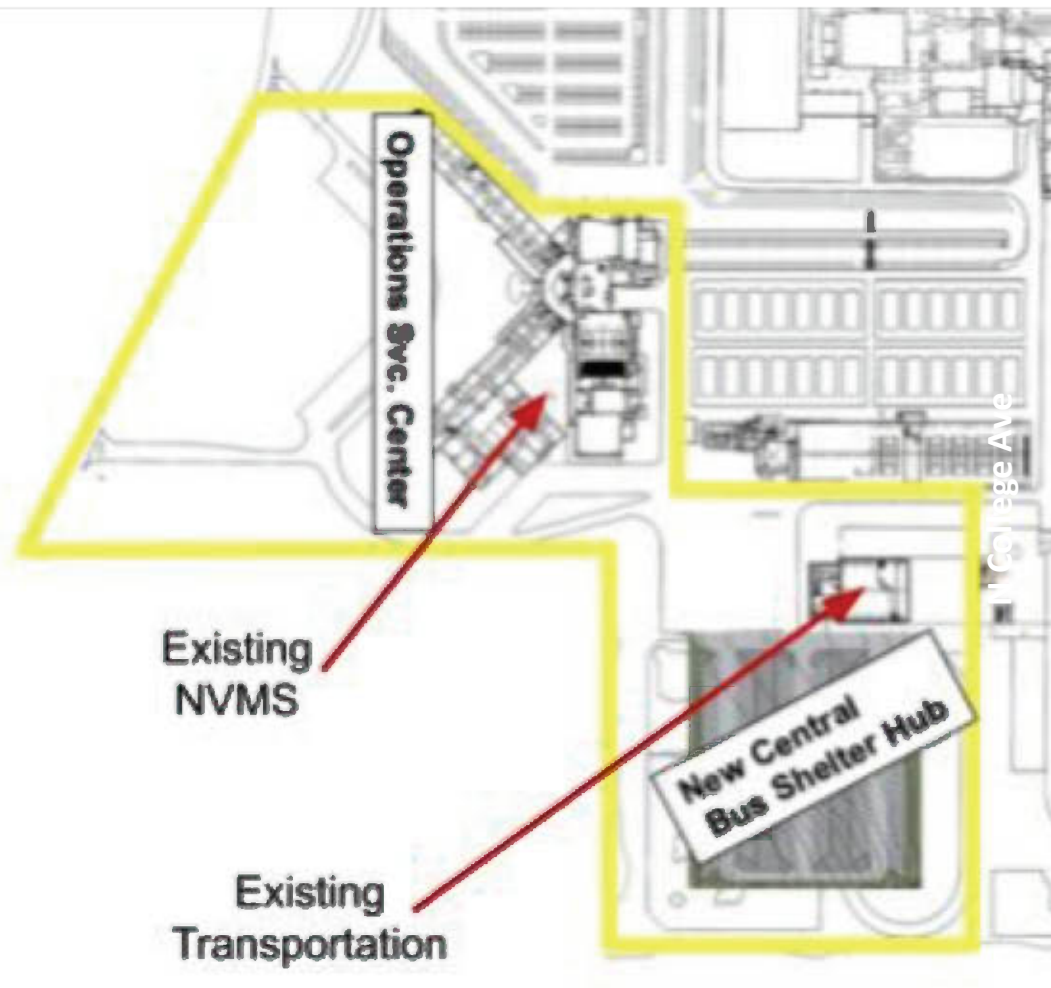 Operations Svc. Center
N College Ave
Existing
NVMS
New Central
Bus Shelter Hub
Existing
Transportation